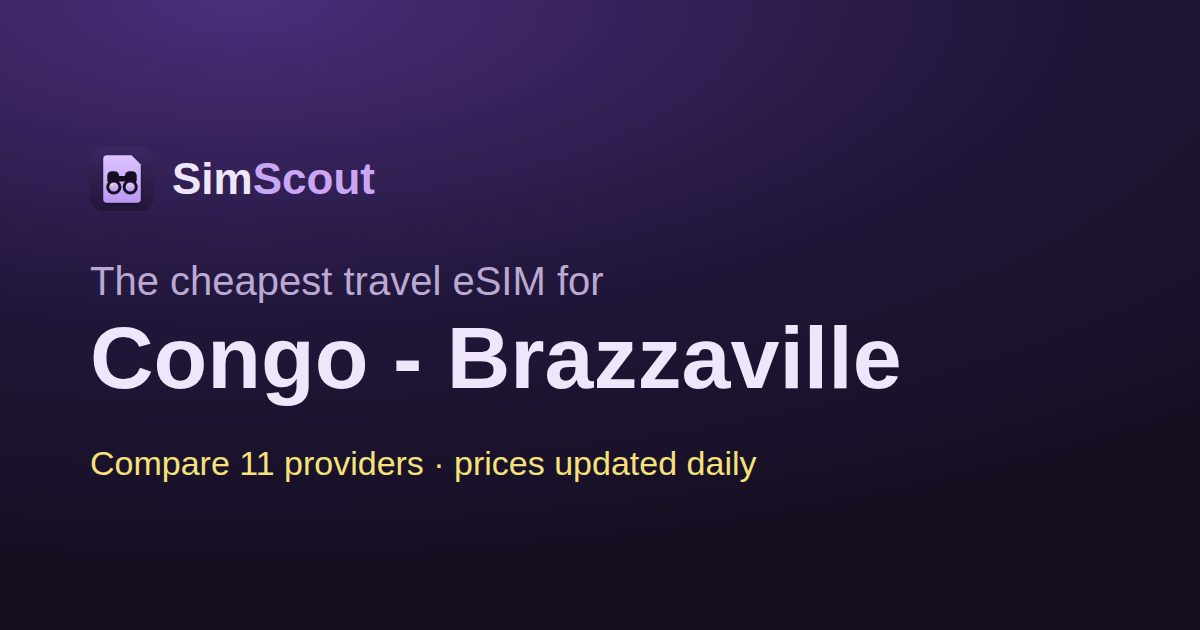 SimScout
The cheapest travel eSIM for
Congo - Brazzaville
Compare 11 providers · prices updated daily